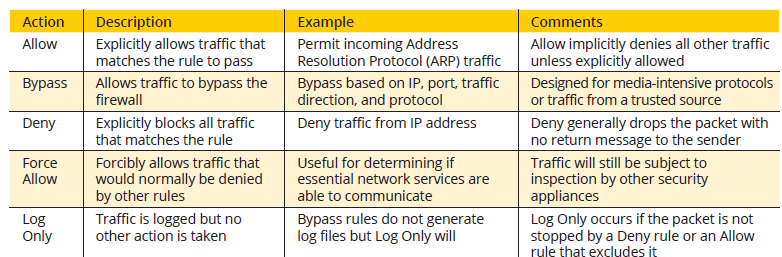 Action Description Example Comments
Allow Explicitly allows traffic that Permit incoming Address Allow implicitly denies all other traffic
matches the rule to pass Resolution Protocol (ARP) traffic unless explicitly allowed
Bypass Allows traffic to bypass the Bypass based on IP, port, traffic Designed for media-intensive protocols
firewall direction, and protocol or traffic from a trusted source
Deny Explicitly blocks all traffic Deny traffic from IP address Deny generally drops the packet with
that matches the rule no return message to the sender
Force Forcibly allows traffic that Useful for determining if Traffic will still be subject to
Allow would normally be denied essential network services are inspection by other security
by other rules able to communicate appliances
Log Traffic is logged but no Bypass rules do not generate Log Only occurs if the packet is not
Only other action is taken log files but Log Only will stopped by a Deny rule or an Allow
rule that excludes it